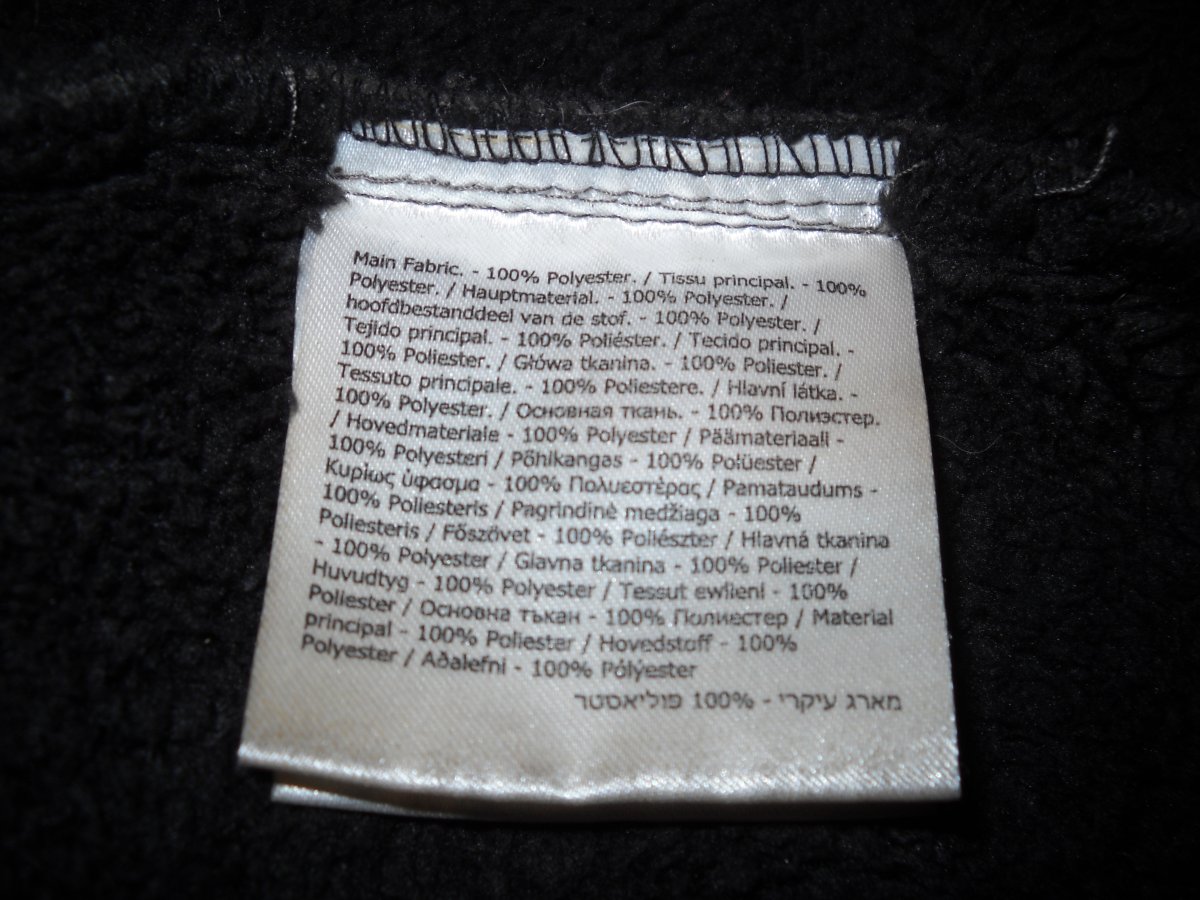 Main Fabric. - 100% Polyester. / Tissu principal. - 100%
Polyester. / Hauptmaterial. - 100% Polyester. /
hoofdbestanddeel van de stof. - 100% Polyester. /
Tejido principal. - 100% Poliéster. / Tecido principal. -
100% Poliester. / Główa tkanina. - 100% Poliester. /
Tessuto principale. - 100% Poliestere. / Hlavní látka. -
100% Polyester. / Основная ткань. - 100% Полиэстер.
/ Hovedmateriale - 100% Polyester / Päämateriaali -
100% Polyesteri / Põhikangas - 100% Polüester /
Κυρίως ύφασμα - 100% Πολυεστέρας / Pamataudums -
100% Poliesteris / Pagrindinė medžiaga - 100%
Poliesteris / Főszövet - 100% Poliészter / Hlavná tkanina
- 100% Polyester / Glavna tkanina - 100% Poliester /
Huvudtyg - 100% Polyester / Tessut ewlieni - 100%
Poliester / Основна тъкан - 100% Полиестер / Material
principal - 100% Poliester / Hovedstoff - 100%
Polyester / Aðalefni - 100% Pólýester
מארג עיקרי - 100% פוליאסטר